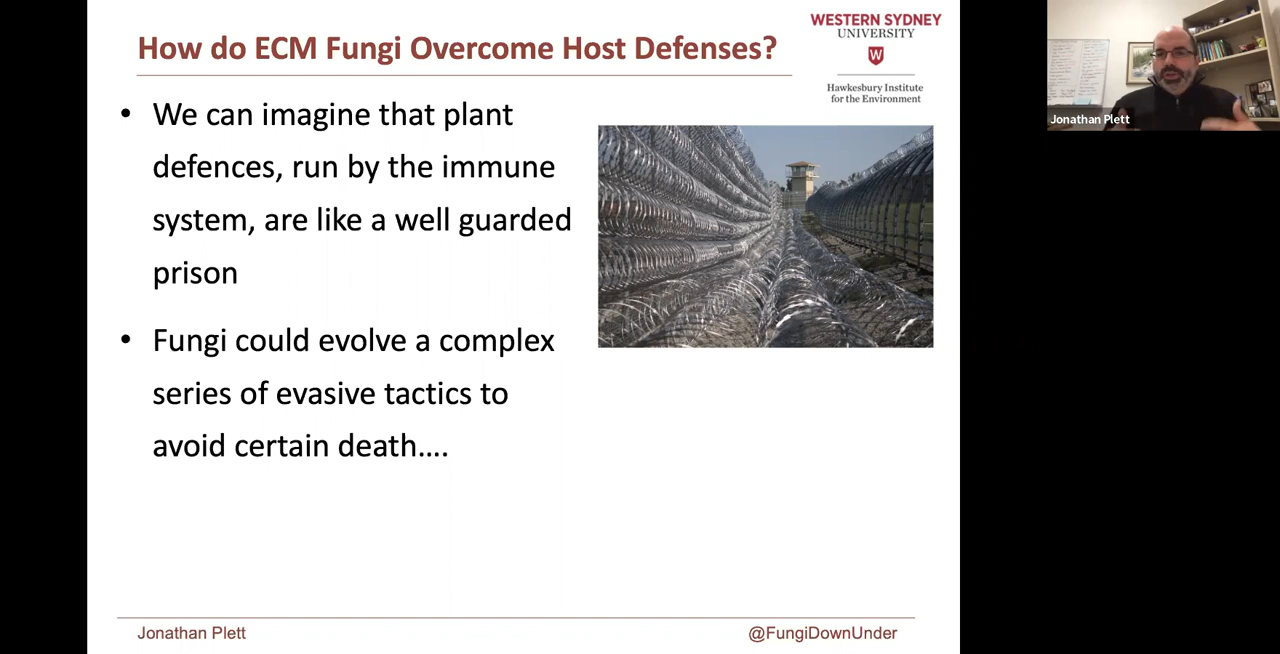 How do ECM Fungi Overcome Host Defenses?
WESTERN SYDNEY
UNIVERSITY
W
Hawkesbury Institute
for the Environment
• We can imagine that plant
defences, run by the immune
system, are like a well guarded
prison
• Fungi could evolve a complex
series of evasive tactics to
avoid certain death....
Jonathan Plett
@FungiDownUnder
Jonathan Plett